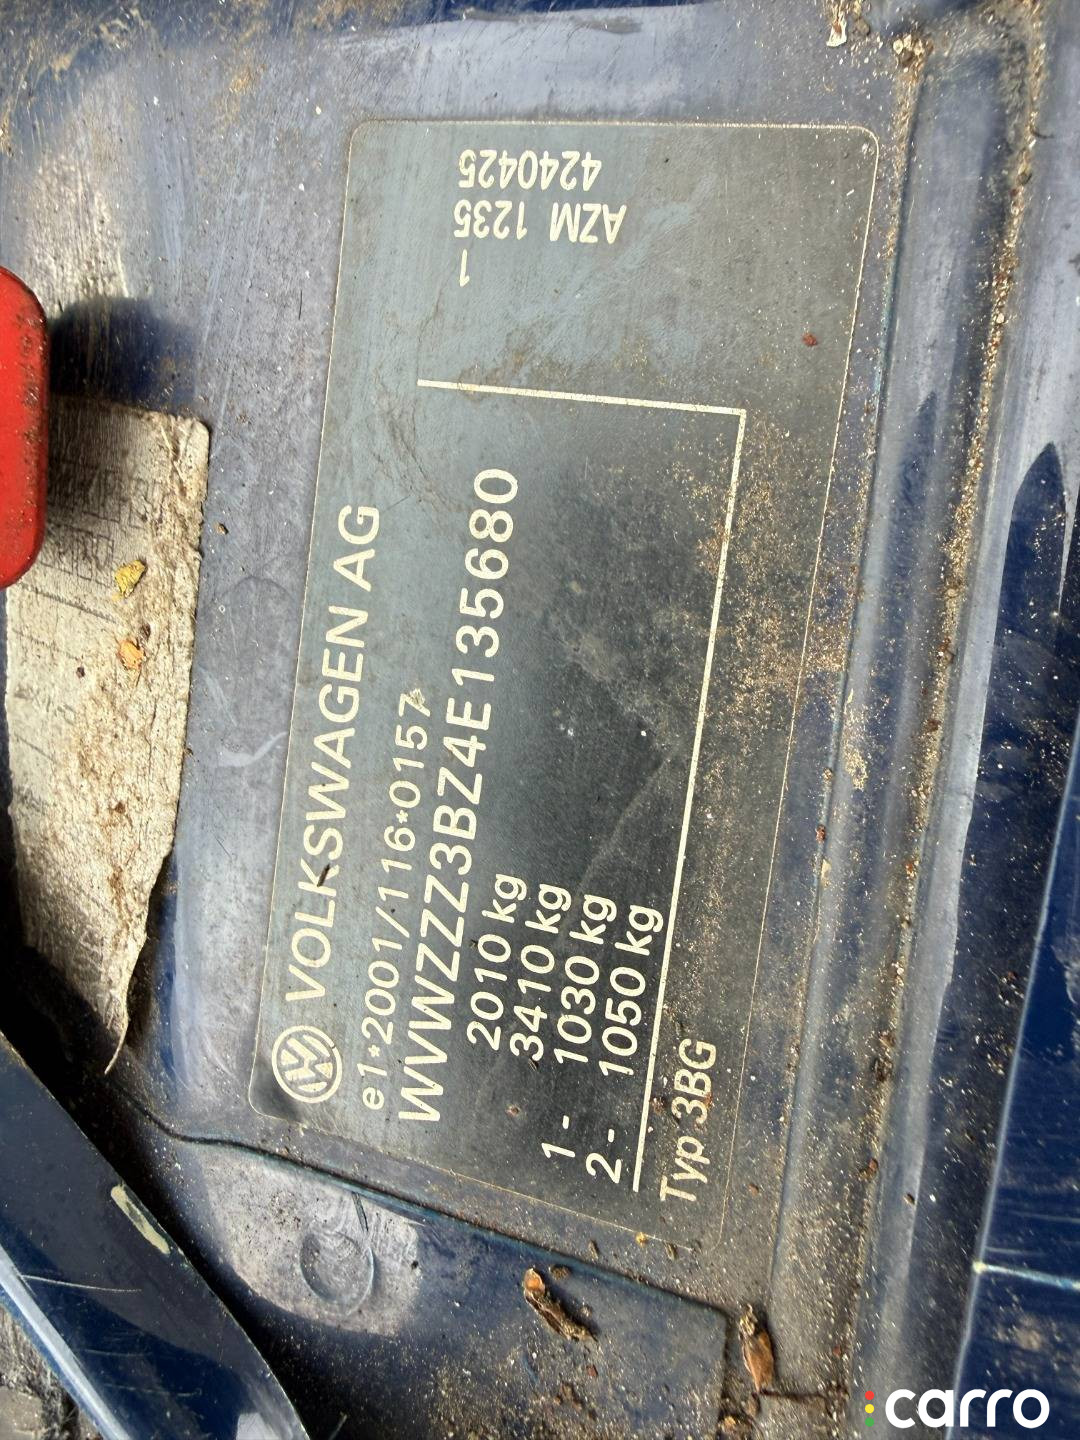 VOLKSWAGEN AG
e1*2001/116*0157
WVWZZZ3BZ4E135680
2010 kg
3410 kg
1- 1030 kg
2- 1050 kg
Typ 3BG
1
AZM 1235
4240425
carro